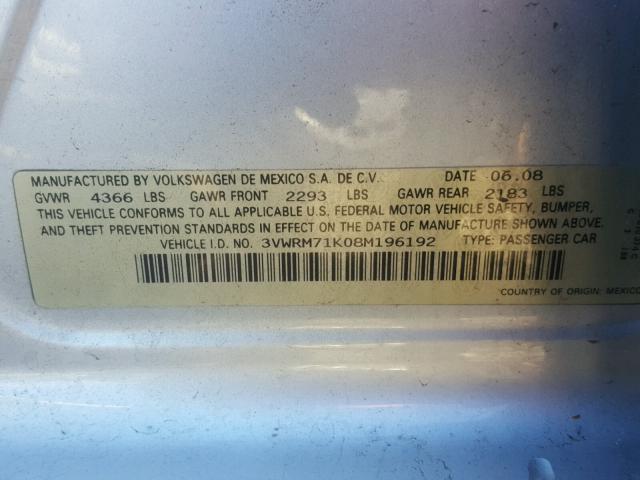 MANUFACTURED BY VOLKSWAGEN DE MEXICO S.A. DE C.V. DATE 06.08
GVWR 4366 LBS GAWR FRONT 2293 LBS GAWR REAR 2183 LBS
THIS VEHICLE CONFORMS TO ALL APPLICABLE U.S. FEDERAL MOTOR VEHICLE SAFETY, BUMPER,
AND THEFT PREVENTION STANDARDS IN EFFECT ON THE DATE OF MANUFACTURE SHOWN ABOVE.
VEHICLE I.D. NO. 3VWRM71K08M196192 TYPE: PASSENGER CAR
COUNTRY OF ORIGIN: MEXICO